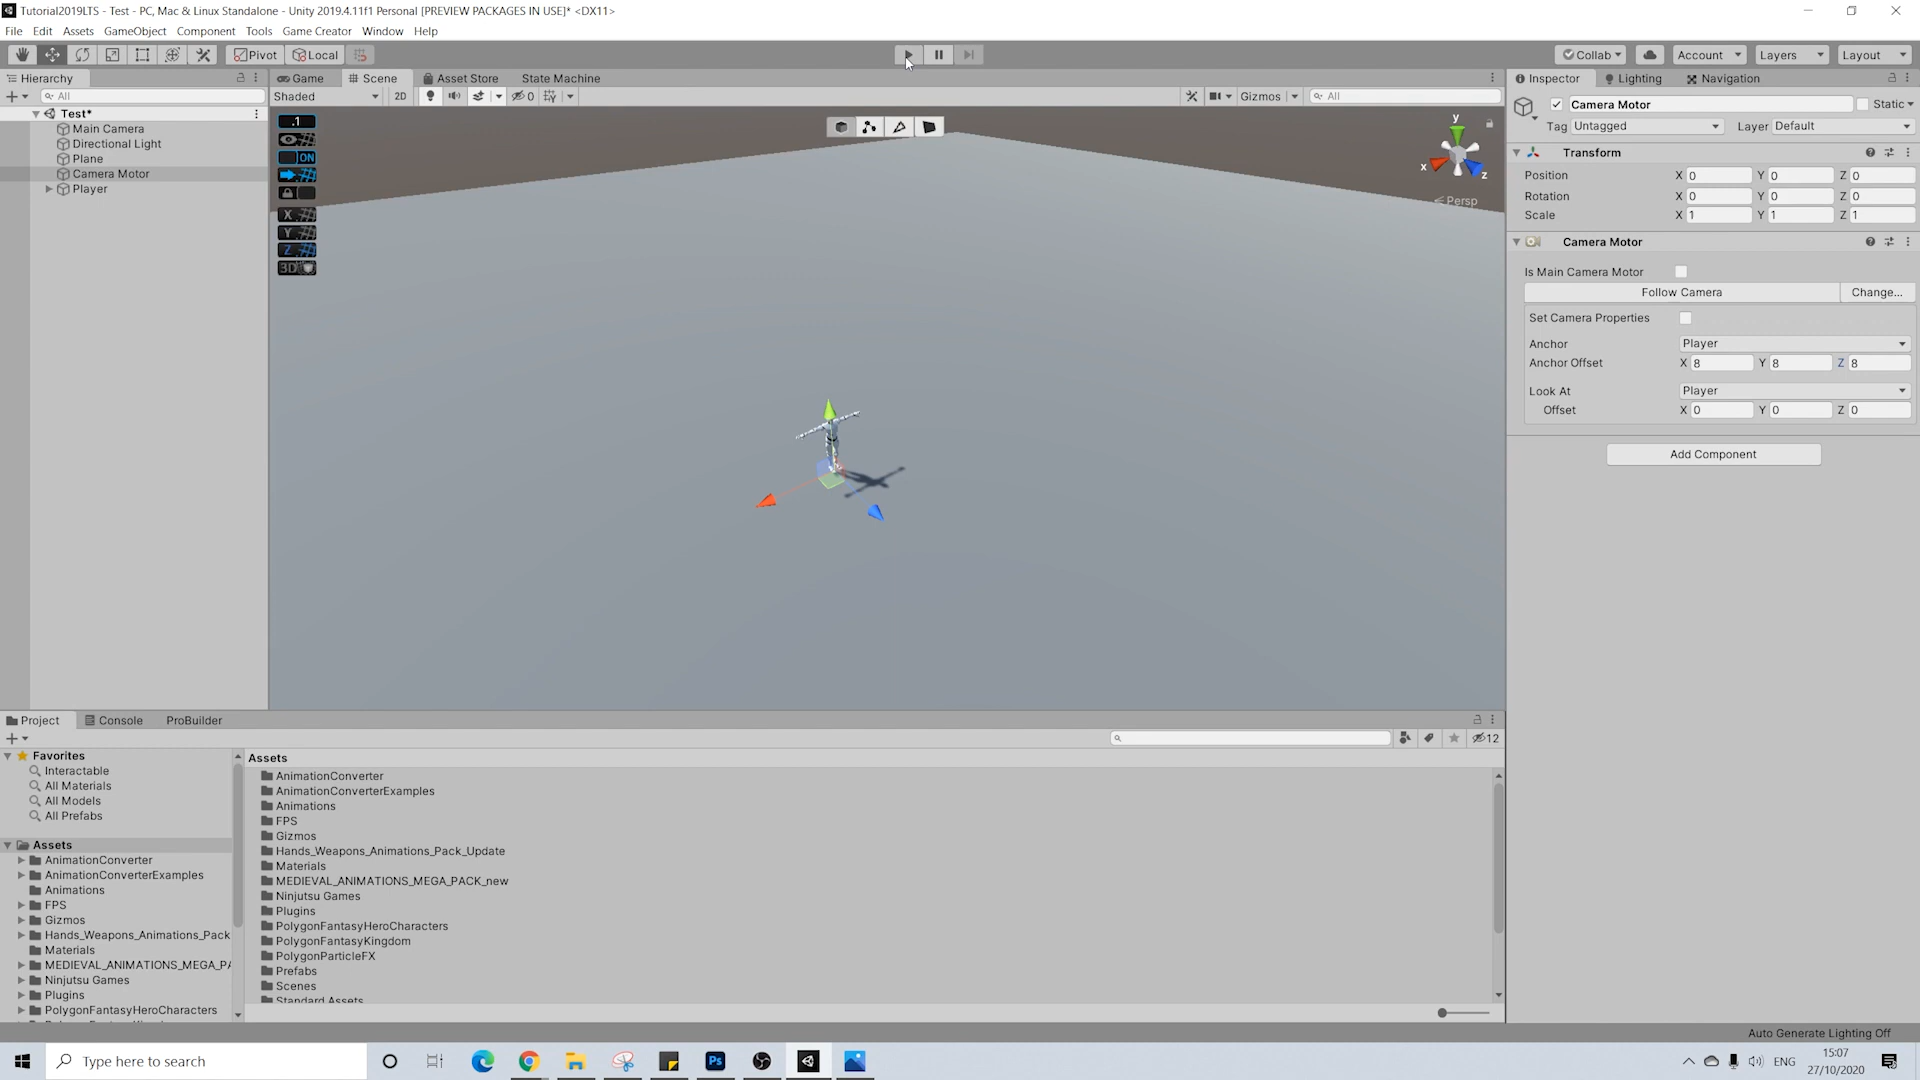 Tutorial2019LTS - Test - PC, Mac & Linux Standalone - Unity 2019.4.11f1 Personal [PREVIEW PACKAGES IN USE]* <DX11>
File Edit Assets GameObject Component Tools Game Creator Window Help
Pivot Local Collab Account Layers Layout
Hierarchy Game Scene Asset Store State Machine Inspector Lighting Navigation
All Shaded 2D 0 Gizmos All
Camera Motor Static
Tag Untagged Layer Default
Test*
Main Camera
Directional Light
Plane
Camera Motor
Player
.1
ON
X
Y
Z
3D
y
x
z
Persp
Transform
Position X 0 Y 0 Z 0
Rotation X 0 Y 0 Z 0
Scale X 1 Y 1 Z 1
Camera Motor
Is Main Camera Motor
Follow Camera Change...
Set Camera Properties
Anchor Player
Anchor Offset X 8 Y 8 Z 8
Look At Player
Offset X 0 Y 0 Z 0
Add Component
Project Console ProBuilder
12
Favorites
Interactable
All Materials
All Models
All Prefabs
Assets
AnimationConverter
AnimationConverterExamples
Animations
FPS
Gizmos
Hands_Weapons_Animations_Pack
Materials
MEDIEVAL_ANIMATIONS_MEGA_PA
Ninjutsu Games
Plugins
PolygonFantasyHeroCharacters
Assets
AnimationConverter
AnimationConverterExamples
Animations
FPS
Gizmos
Hands_Weapons_Animations_Pack_Update
Materials
MEDIEVAL_ANIMATIONS_MEGA_PACK_new
Ninjutsu Games
Plugins
PolygonFantasyHeroCharacters
PolygonFantasyKingdom
PolygonParticleFX
Prefabs
Scenes
Standard Assets
Auto Generate Lighting Off
Type here to search
Ps
ENG
15:07
27/10/2020